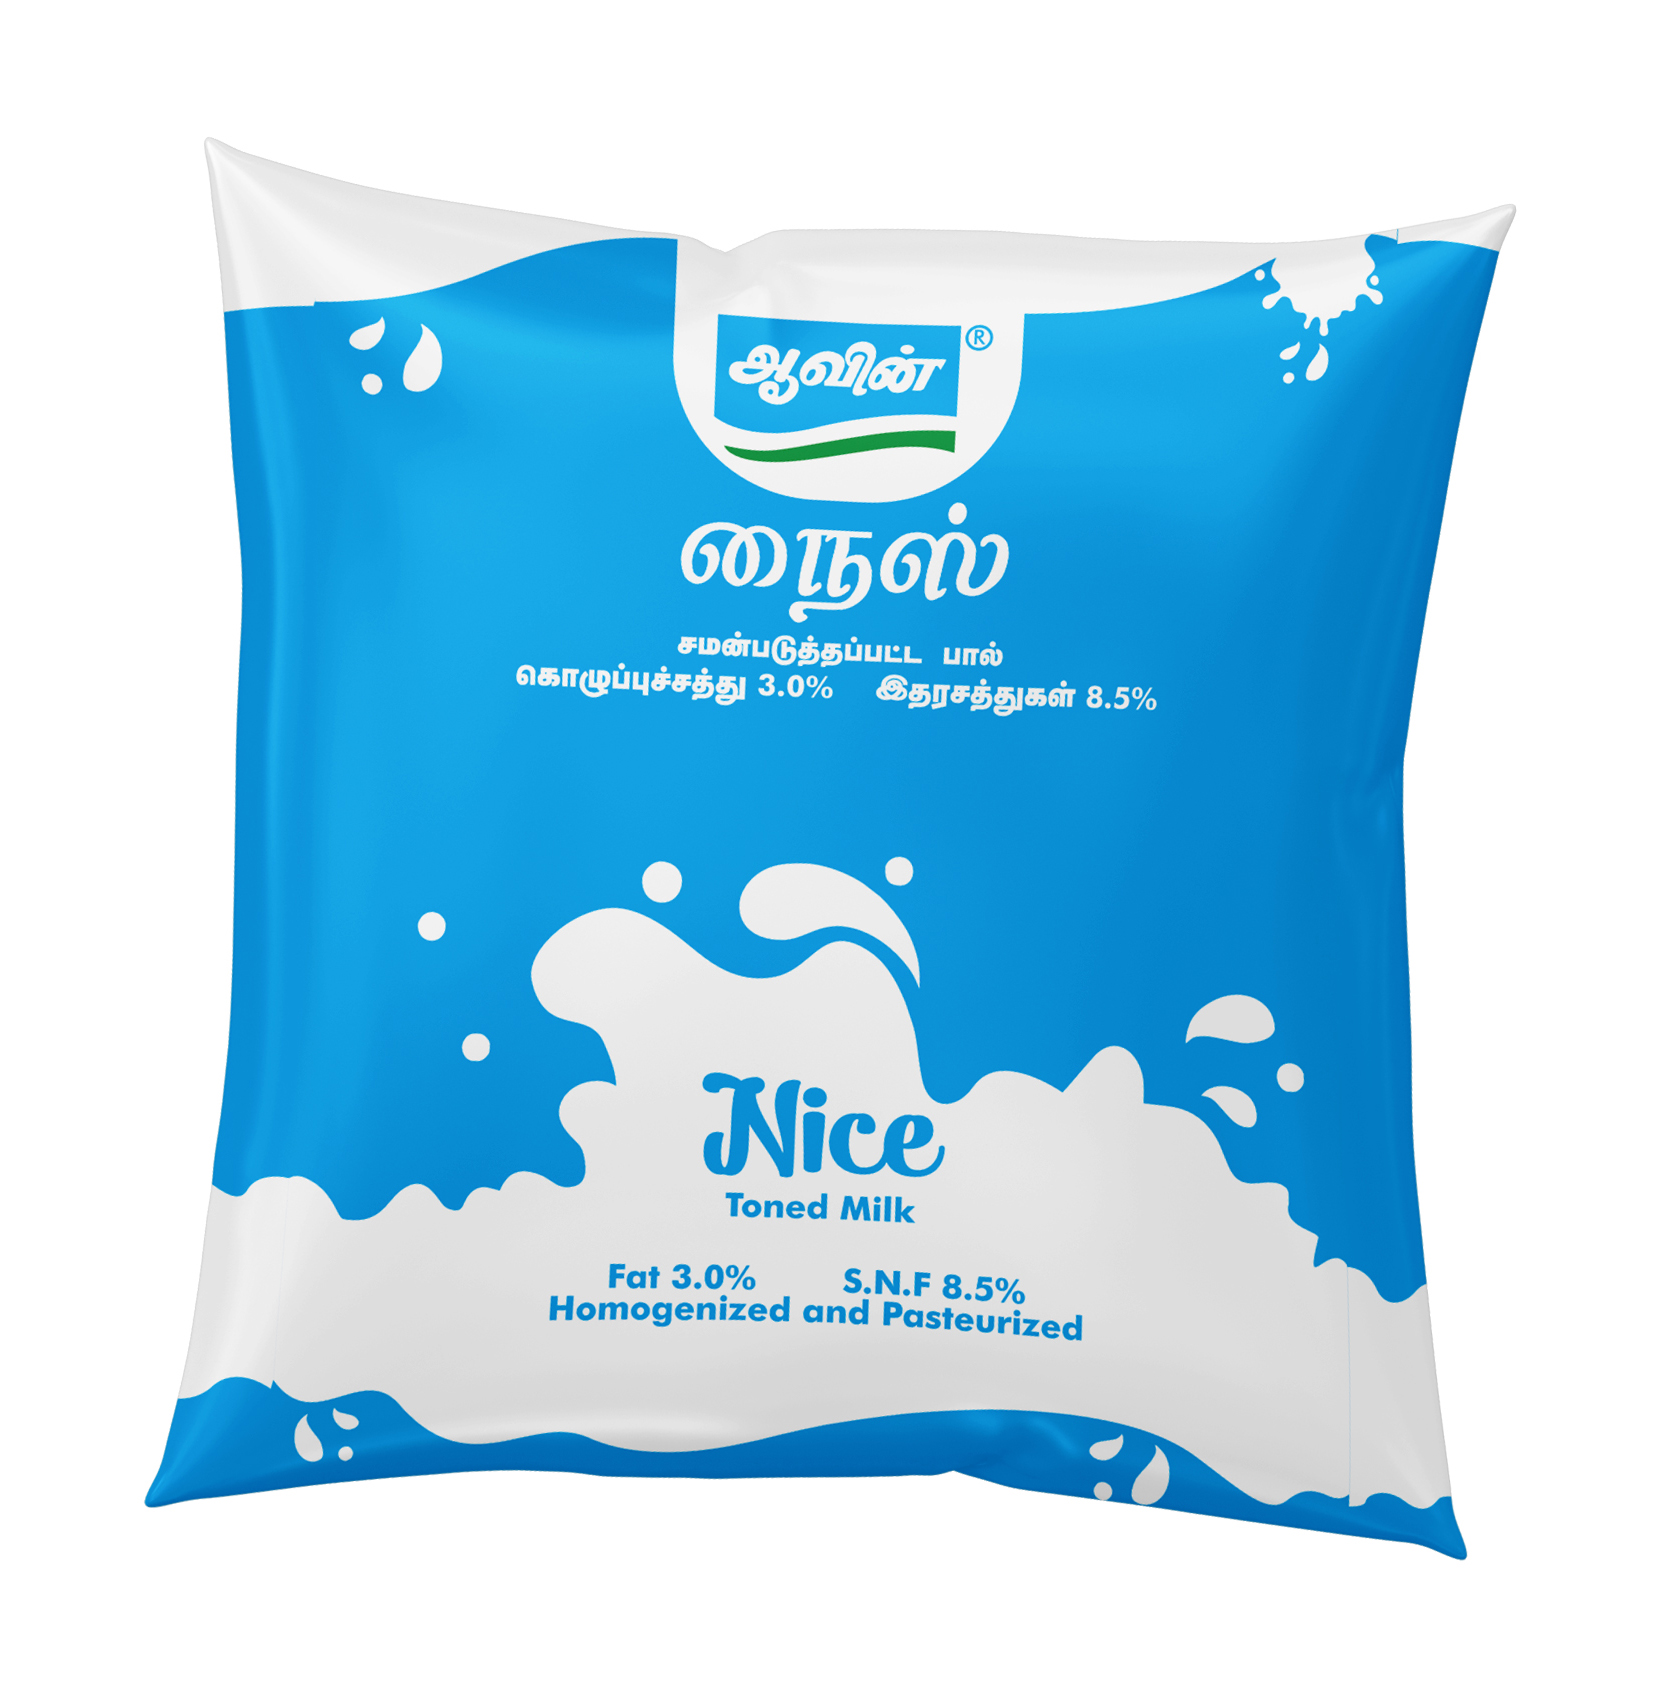 ஆவின் ®
நைஸ்
சமன்படுத்தப்பட்ட பால்
கொழுப்புச்சத்து 3.0% இதரசத்துகள் 8.5%
Nice
Toned Milk
Fat 3.0% S.N.F 8.5%
Homogenized and Pasteurized